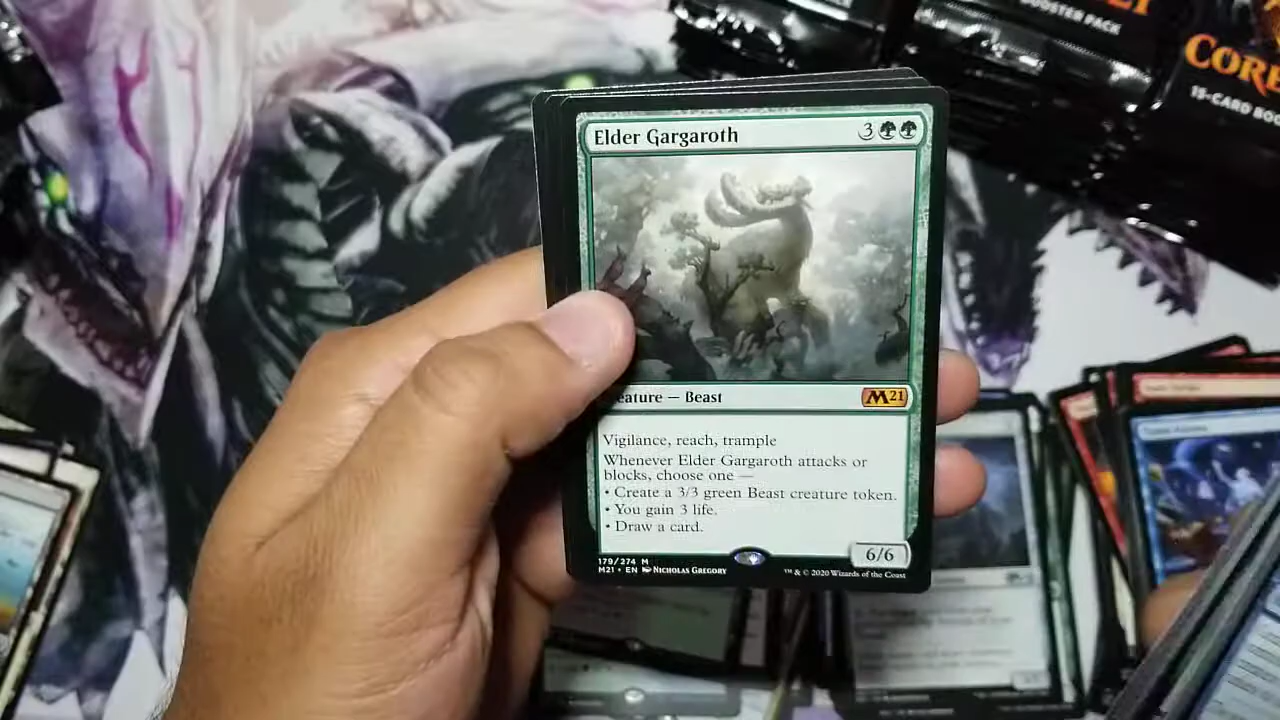 BOOSTER PACK
CORE
15-CARD BOO
Elder Gargaroth 3
eature — Beast M21
Vigilance, reach, trample
Whenever Elder Gargaroth attacks or
blocks, choose one —
• Create a 3/3 green Beast creature token.
• You gain 3 life.
• Draw a card.
6/6
179/274 M
M21 • EN Nicholas Gregory ™ & © 2020 Wizards of the Coast